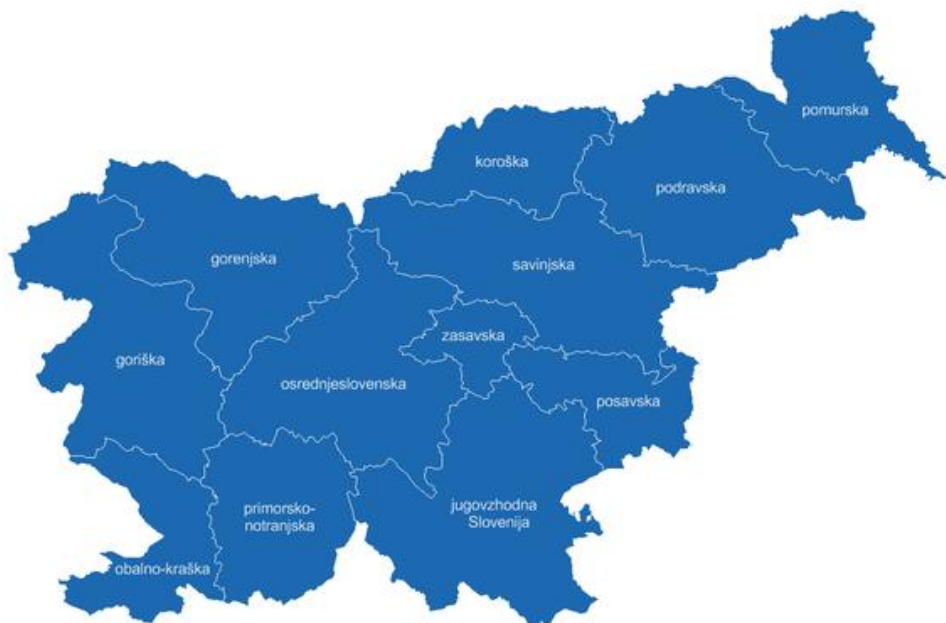 pomurska
koroška
podravska
gorenjska
savinjska
zasavska
goriška
osrednjeslovenska
posavska
primorsko-
notranjska
jugovzhodna
Slovenija
obalno-kraška